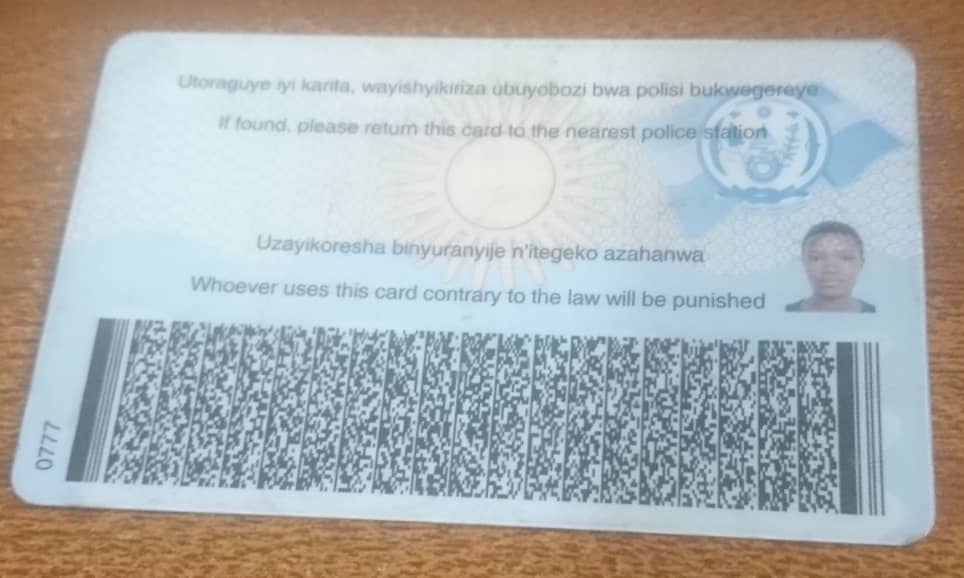 Utoraguye iyi karita, wayishyikiriza ubuyobozi bwa polisi bukwegereye
If found, please return this card to the nearest police station
Uzayikoresha binyuranyije n'itegeko azahanwa
Whoever uses this card contrary to the law will be punished
0777